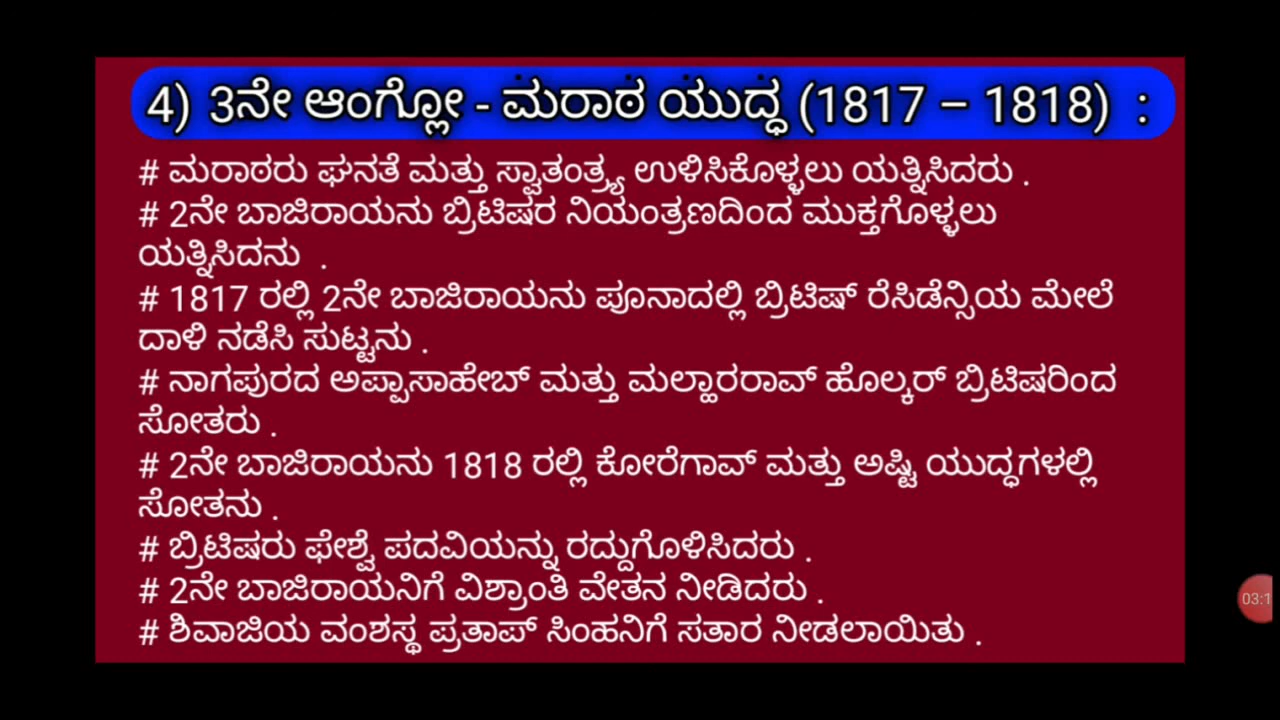 4) 3ನೇ ಆಂಗ್ಲೋ - ಮರಾಠ ಯುದ್ಧ (1817 – 1818) :
# ಮರಾಠರು ಘನತೆ ಮತ್ತು ಸ್ವಾತಂತ್ರ್ಯ ಉಳಿಸಿಕೊಳ್ಳಲು ಯತ್ನಿಸಿದರು .
# 2ನೇ ಬಾಜಿರಾಯನು ಬ್ರಿಟಿಷರ ನಿಯಂತ್ರಣದಿಂದ ಮುಕ್ತಗೊಳ್ಳಲು
ಯತ್ನಿಸಿದನು .
# 1817 ರಲ್ಲಿ 2ನೇ ಬಾಜಿರಾಯನು ಪೂನಾದಲ್ಲಿ ಬ್ರಿಟಿಷ್ ರೆಸಿಡೆನ್ಸಿಯ ಮೇಲೆ
ದಾಳಿ ನಡೆಸಿ ಸುಟ್ಟನು .
# ನಾಗಪುರದ ಅಪ್ಪಾಸಾಹೇಬ್ ಮತ್ತು ಮಲ್ಹಾರರಾವ್ ಹೊಲ್ಕರ್ ಬ್ರಿಟಿಷರಿಂದ
ಸೋತರು .
# 2ನೇ ಬಾಜಿರಾಯನು 1818 ರಲ್ಲಿ ಕೋರೆಗಾವ್ ಮತ್ತು ಅಷ್ಟಿ ಯುದ್ಧಗಳಲ್ಲಿ
ಸೋತನು .
# ಬ್ರಿಟಿಷರು ಫೇಶ್ವೆ ಪದವಿಯನ್ನು ರದ್ದುಗೊಳಿಸಿದರು .
# 2ನೇ ಬಾಜಿರಾಯನಿಗೆ ವಿಶ್ರಾಂತಿ ವೇತನ ನೀಡಿದರು .
# ಶಿವಾಜಿಯ ವಂಶಸ್ಥ ಪ್ರತಾಪ್ ಸಿಂಹನಿಗೆ ಸತಾರ ನೀಡಲಾಯಿತು .